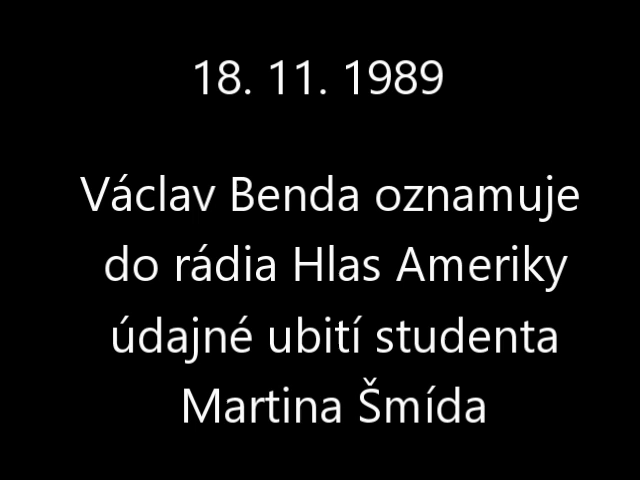 18. 11. 1989
Václav Benda oznamuje
do rádia Hlas Ameriky
údajné ubití studenta
Martina Šmída